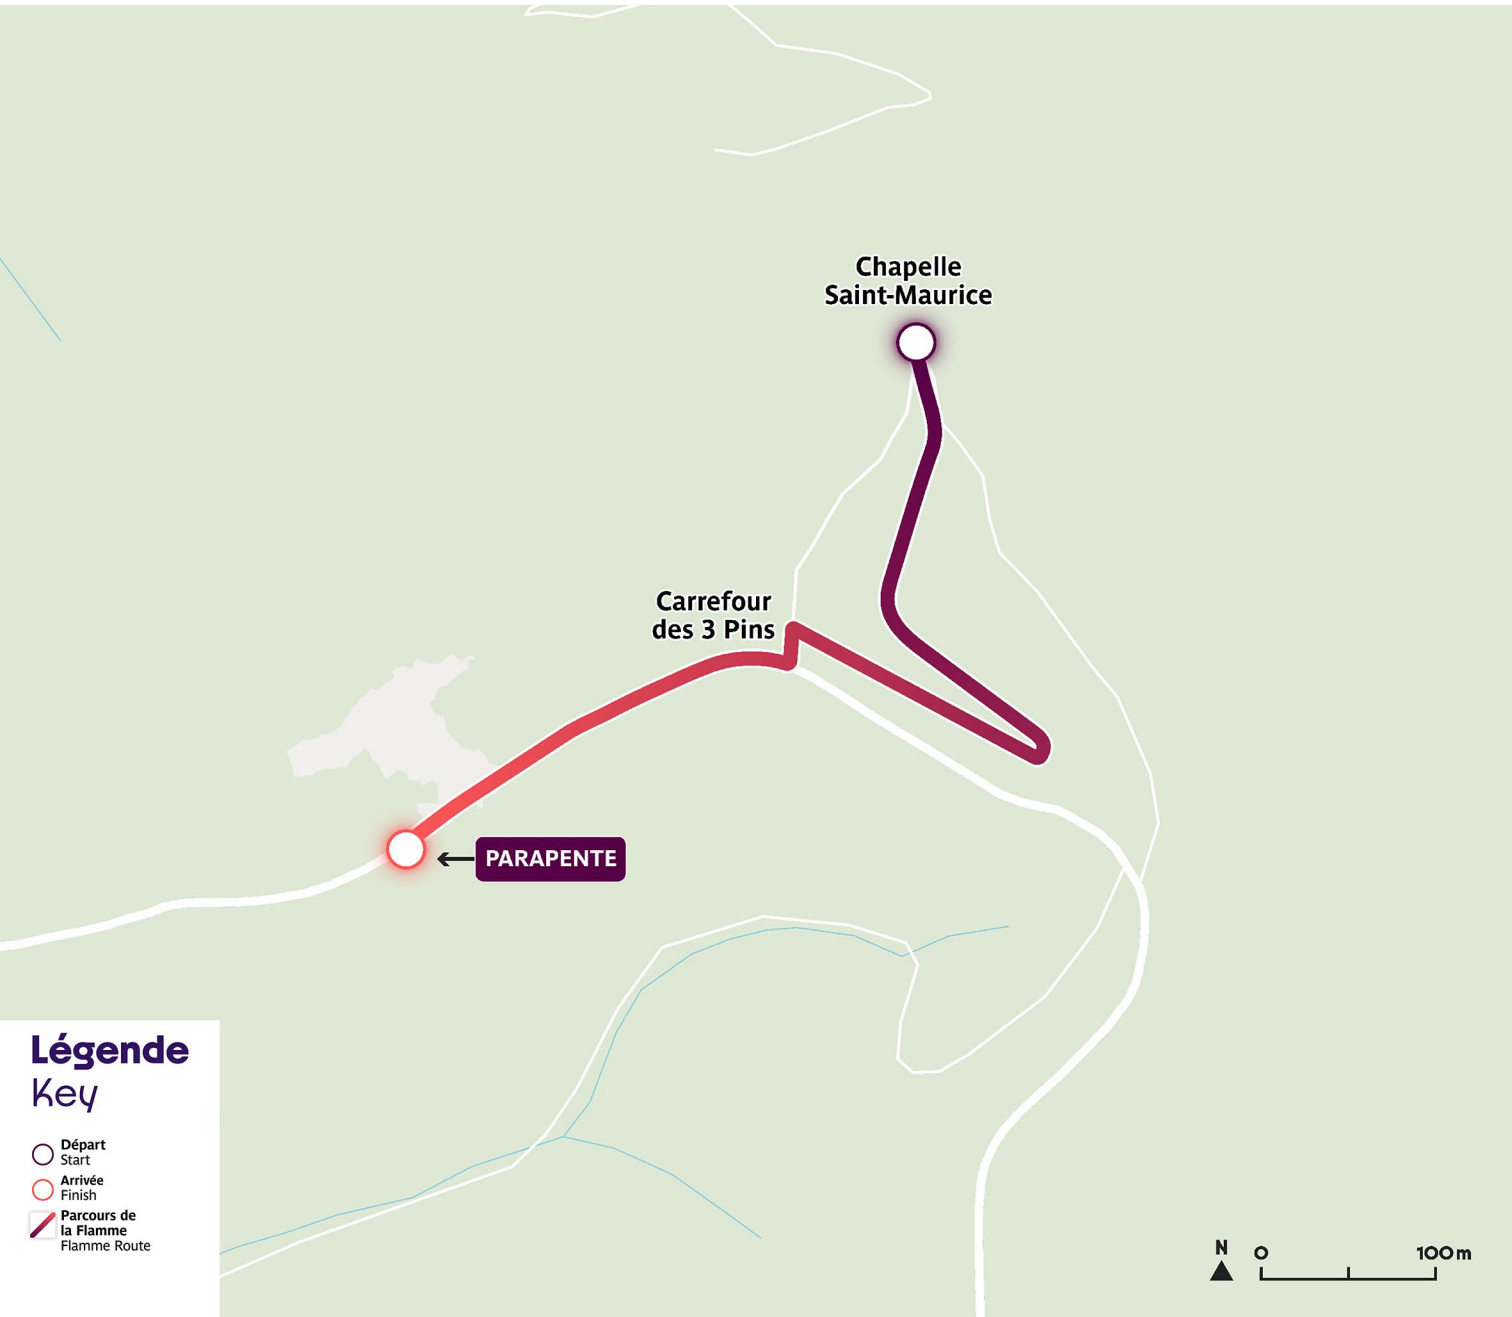 Chapelle
Saint-Maurice
Carrefour
des 3 Pins
PARAPENTE
Légende
Key
Départ
Start
Arrivée
Finish
Parcours de
la Flamme
Flamme Route
N 0 100 m